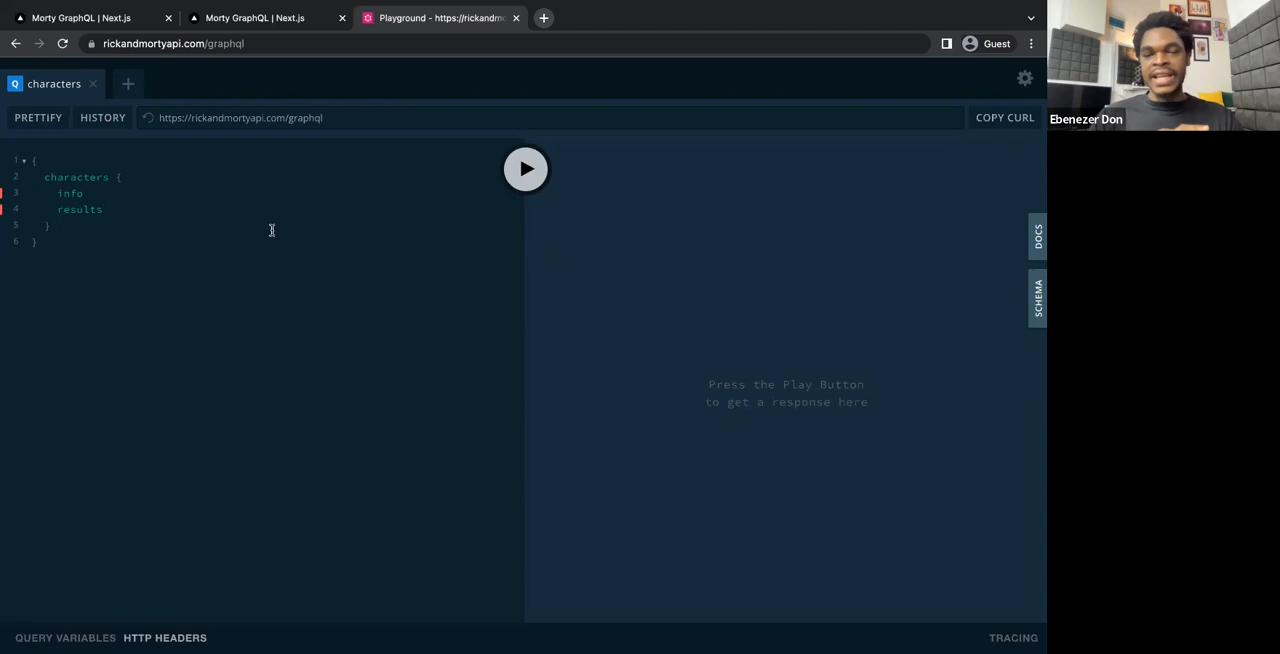 Morty GraphQL | Next.js
Morty GraphQL | Next.js
Playground - https://rickandmo
rickandmortyapi.com/graphql
Guest
Q characters
PRETTIFY
HISTORY
https://rickandmortyapi.com/graphql
COPY CURL
1 {
2 characters {
3 info
4 results
5 }
6 }
Press the Play Button
to get a response here
DOCS
SCHEMA
QUERY VARIABLES
HTTP HEADERS
TRACING
Ebenezer Don